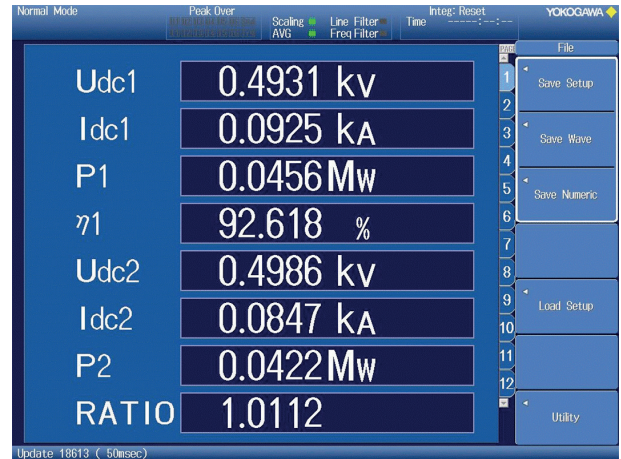 Normal Mode
Peak Over
Scaling
AVG
Line Filter
Freq Filter
Integ: Reset
Time -----:--:--
YOKOGAWA
Udc1 0.4931 kV
Idc1 0.0925 kA
P1 0.0456 MW
η1 92.618 %
Udc2 0.4986 kV
Idc2 0.0847 kA
P2 0.0422 MW
RATIO 1.0112
PAGE
1
2
3
4
5
6
7
8
9
10
11
12
File
Save Setup
Save Wave
Save Numeric
Load Setup
Utility
Update 18613 ( 50msec)